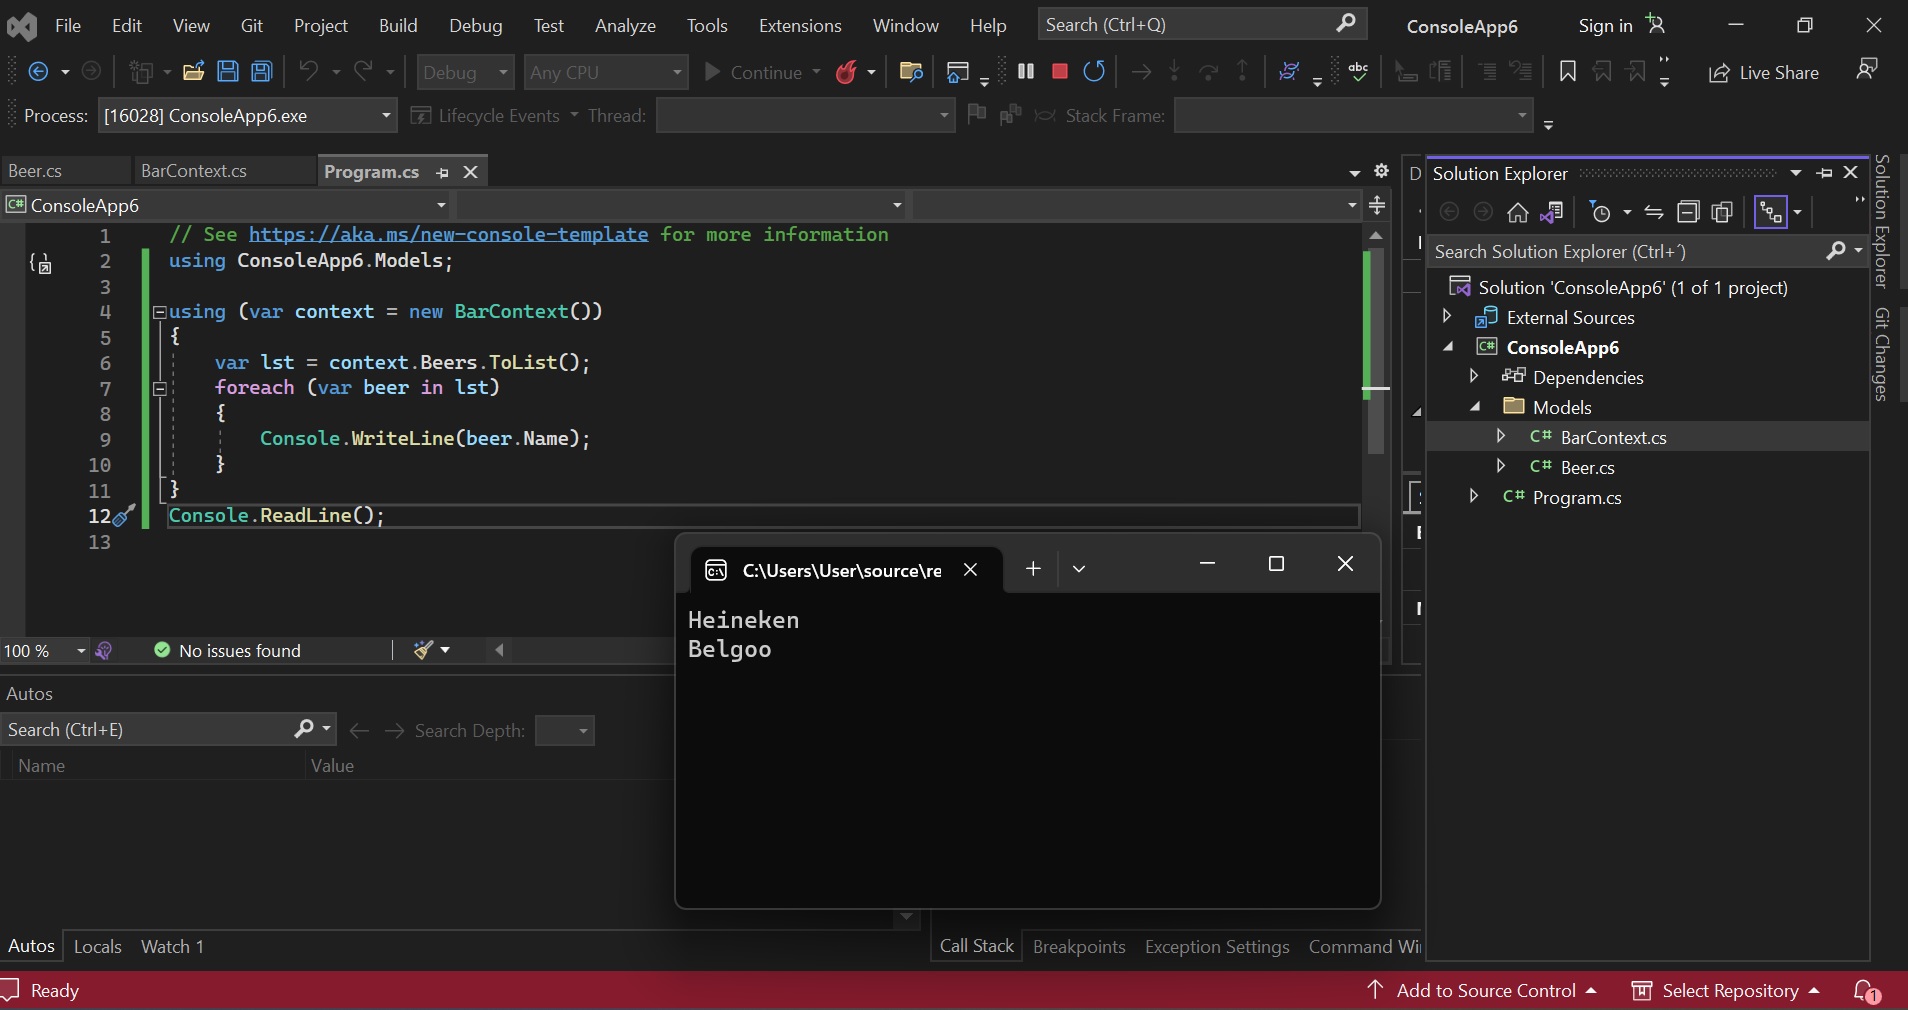 File Edit View Git Project Build Debug Test Analyze Tools Extensions Window Help Search (Ctrl+Q) ConsoleApp6 Sign in
Debug Any CPU Continue Live Share
Process: [16028] ConsoleApp6.exe Lifecycle Events Thread: Stack Frame:
Beer.cs BarContext.cs Program.cs
ConsoleApp6
1 // See https://aka.ms/new-console-template for more information
2 using ConsoleApp6.Models;
3
4 using (var context = new BarContext())
5 {
6 var lst = context.Beers.ToList();
7 foreach (var beer in lst)
8 {
9 Console.WriteLine(beer.Name);
10 }
11 }
12 Console.ReadLine();
13
100 % No issues found
C:\Users\User\source\re
Heineken
Belgoo
Autos
Search (Ctrl+E) Search Depth:
Name Value
Autos Locals Watch 1
Call Stack Breakpoints Exception Settings Command Wi
Solution Explorer
Search Solution Explorer (Ctrl+´)
Solution 'ConsoleApp6' (1 of 1 project)
External Sources
C# ConsoleApp6
Dependencies
Models
C# BarContext.cs
C# Beer.cs
C# Program.cs
Solution Explorer
Git Changes
Ready Add to Source Control Select Repository 1